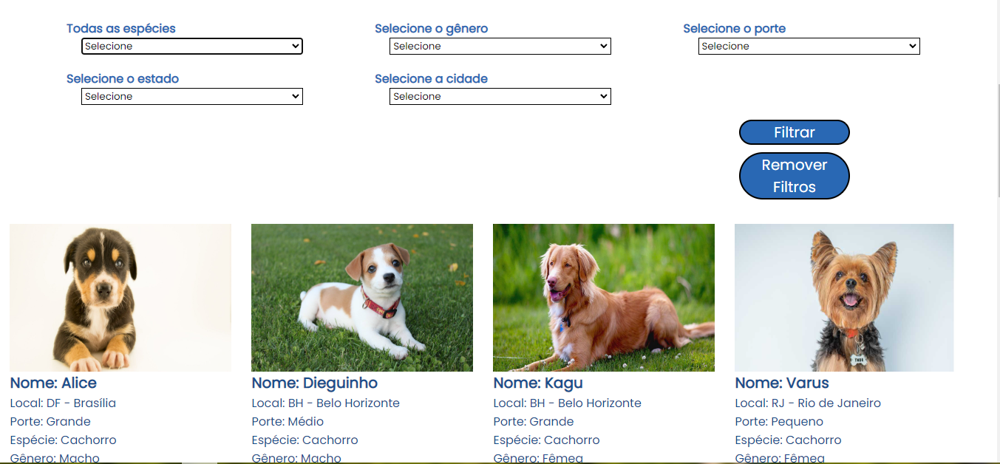 Todas as espécies
Selecione o gênero
Selecione o porte
Selecione
Selecione
Selecione
Selecione o estado
Selecione a cidade
Selecione
Selecione
Filtrar
Remover
Filtros
THOR
Nome: Alice
Local: DF - Brasília
Porte: Grande
Espécie: Cachorro
Gênero: Macho
Nome: Dieguinho
Local: BH - Belo Horizonte
Porte: Médio
Espécie: Cachorro
Gênero: Macho
Nome: Kagu
Local: BH - Belo Horizonte
Porte: Grande
Espécie: Cachorro
Gênero: Fêmea
Nome: Varus
Local: RJ - Rio de Janeiro
Porte: Pequeno
Espécie: Cachorro
Gênero: Fêmea